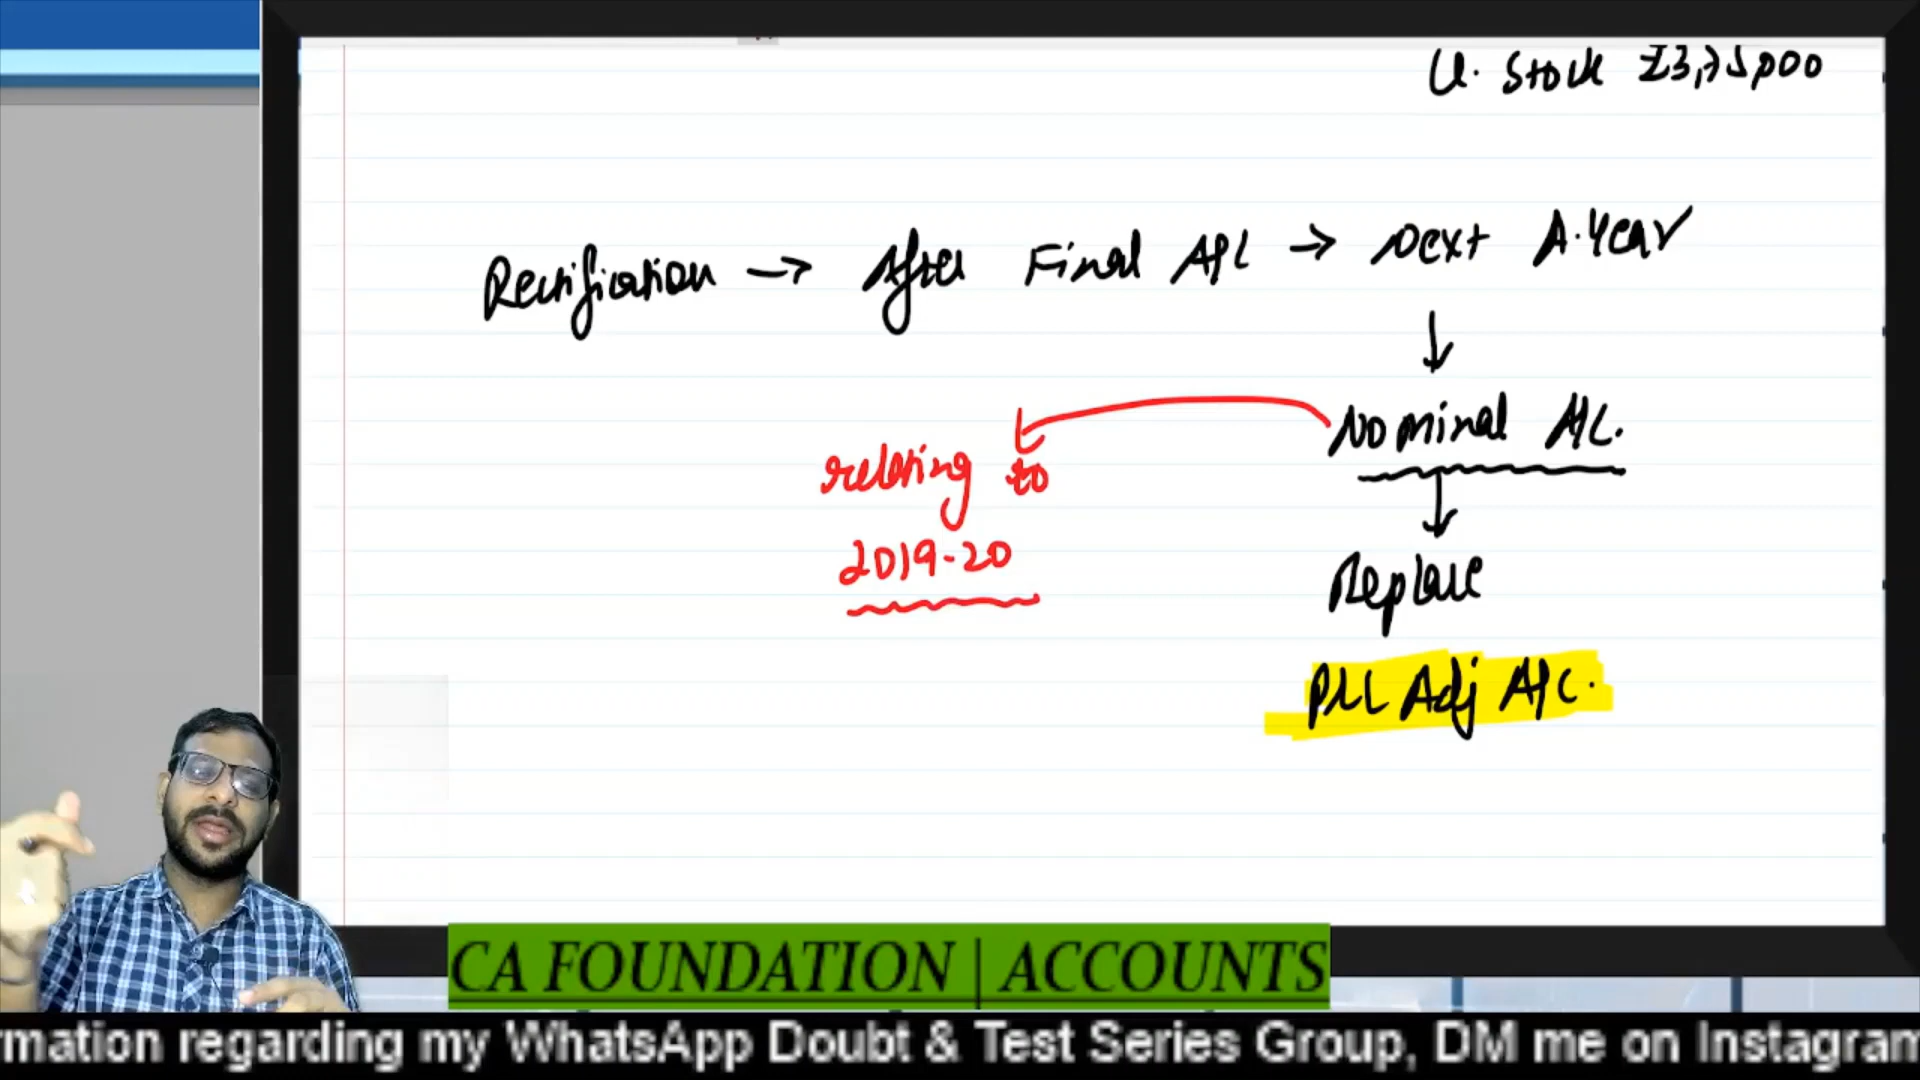 Cl. Stock ₹3,75,000
Rectification → After Final A/c → Next A.Year
↓
Nominal A/c.
relating to
2019-20
↓
Replace
P&L Adj A/c.
CA FOUNDATION | ACCOUNTS
rmation regarding my WhatsApp Doubt & Test Series Group, DM me on Instagram